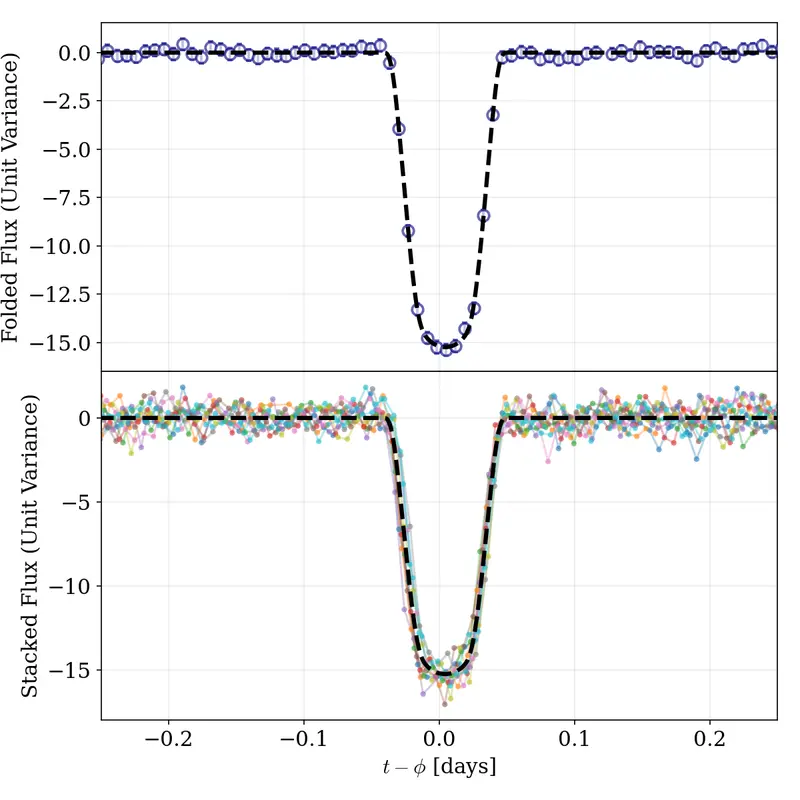 Folded Flux (Unit Variance)
0.0
−2.5
−5.0
−7.5
−10.0
−12.5
−15.0
Stacked Flux (Unit Variance)
0
−5
−10
−15
−0.2 −0.1 0.0 0.1 0.2
t − ϕ [days]